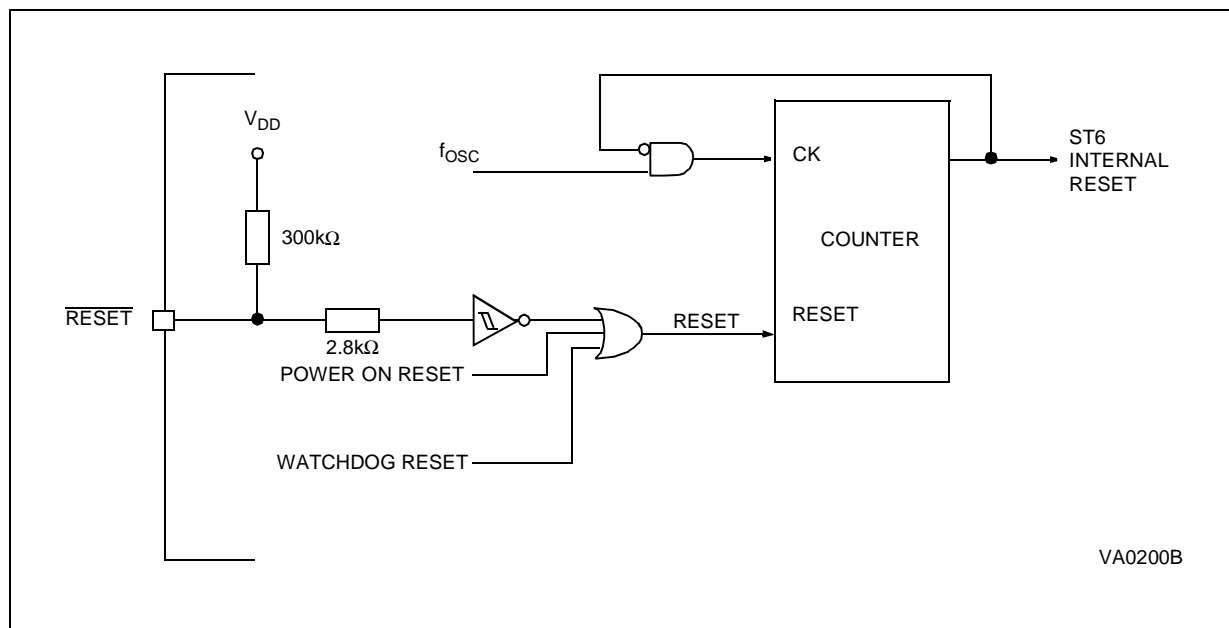 V_DD
f_OSC
CK
ST6
INTERNAL
RESET
300kΩ
COUNTER
RESET
RESET
RESET
2.8kΩ
POWER ON RESET
WATCHDOG RESET
VA0200B